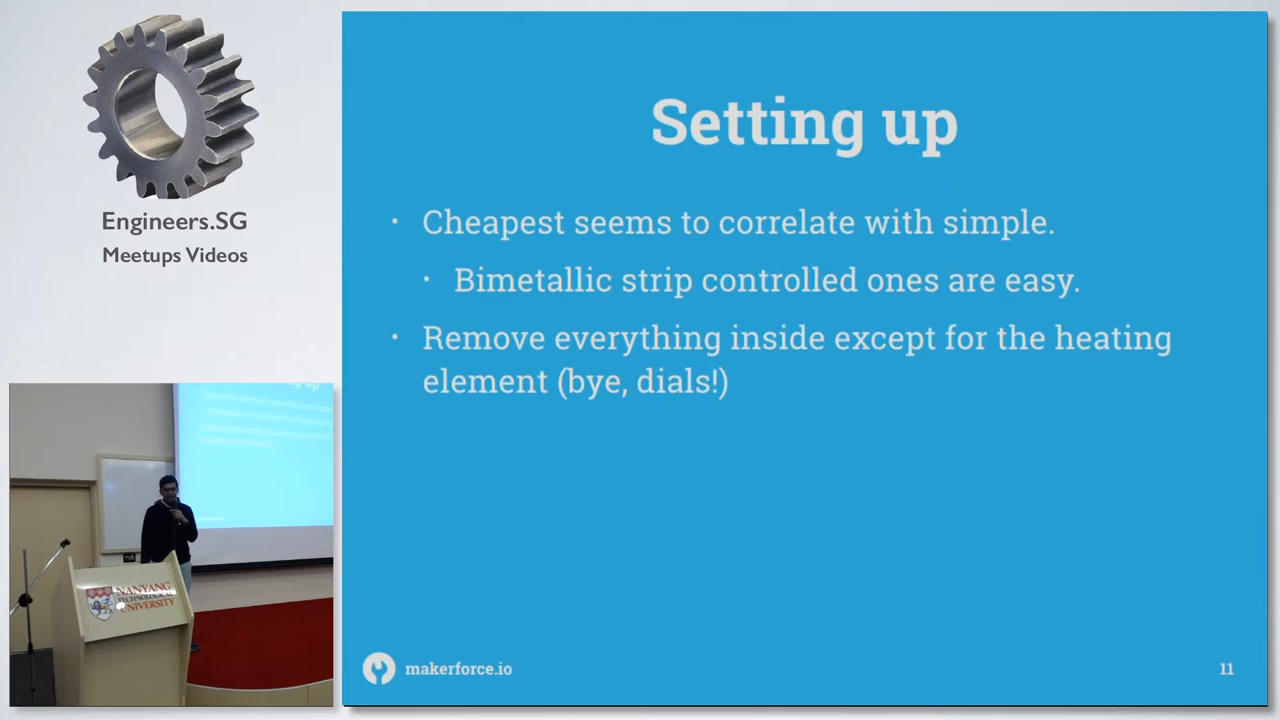 Engineers.SG
Meetups Videos
Setting up
• Cheapest seems to correlate with simple.
• Bimetallic strip controlled ones are easy.
• Remove everything inside except for the heating
element (bye, dials!)
NANYANG
TECHNOLOGICAL
UNIVERSITY
makerforce.io
11